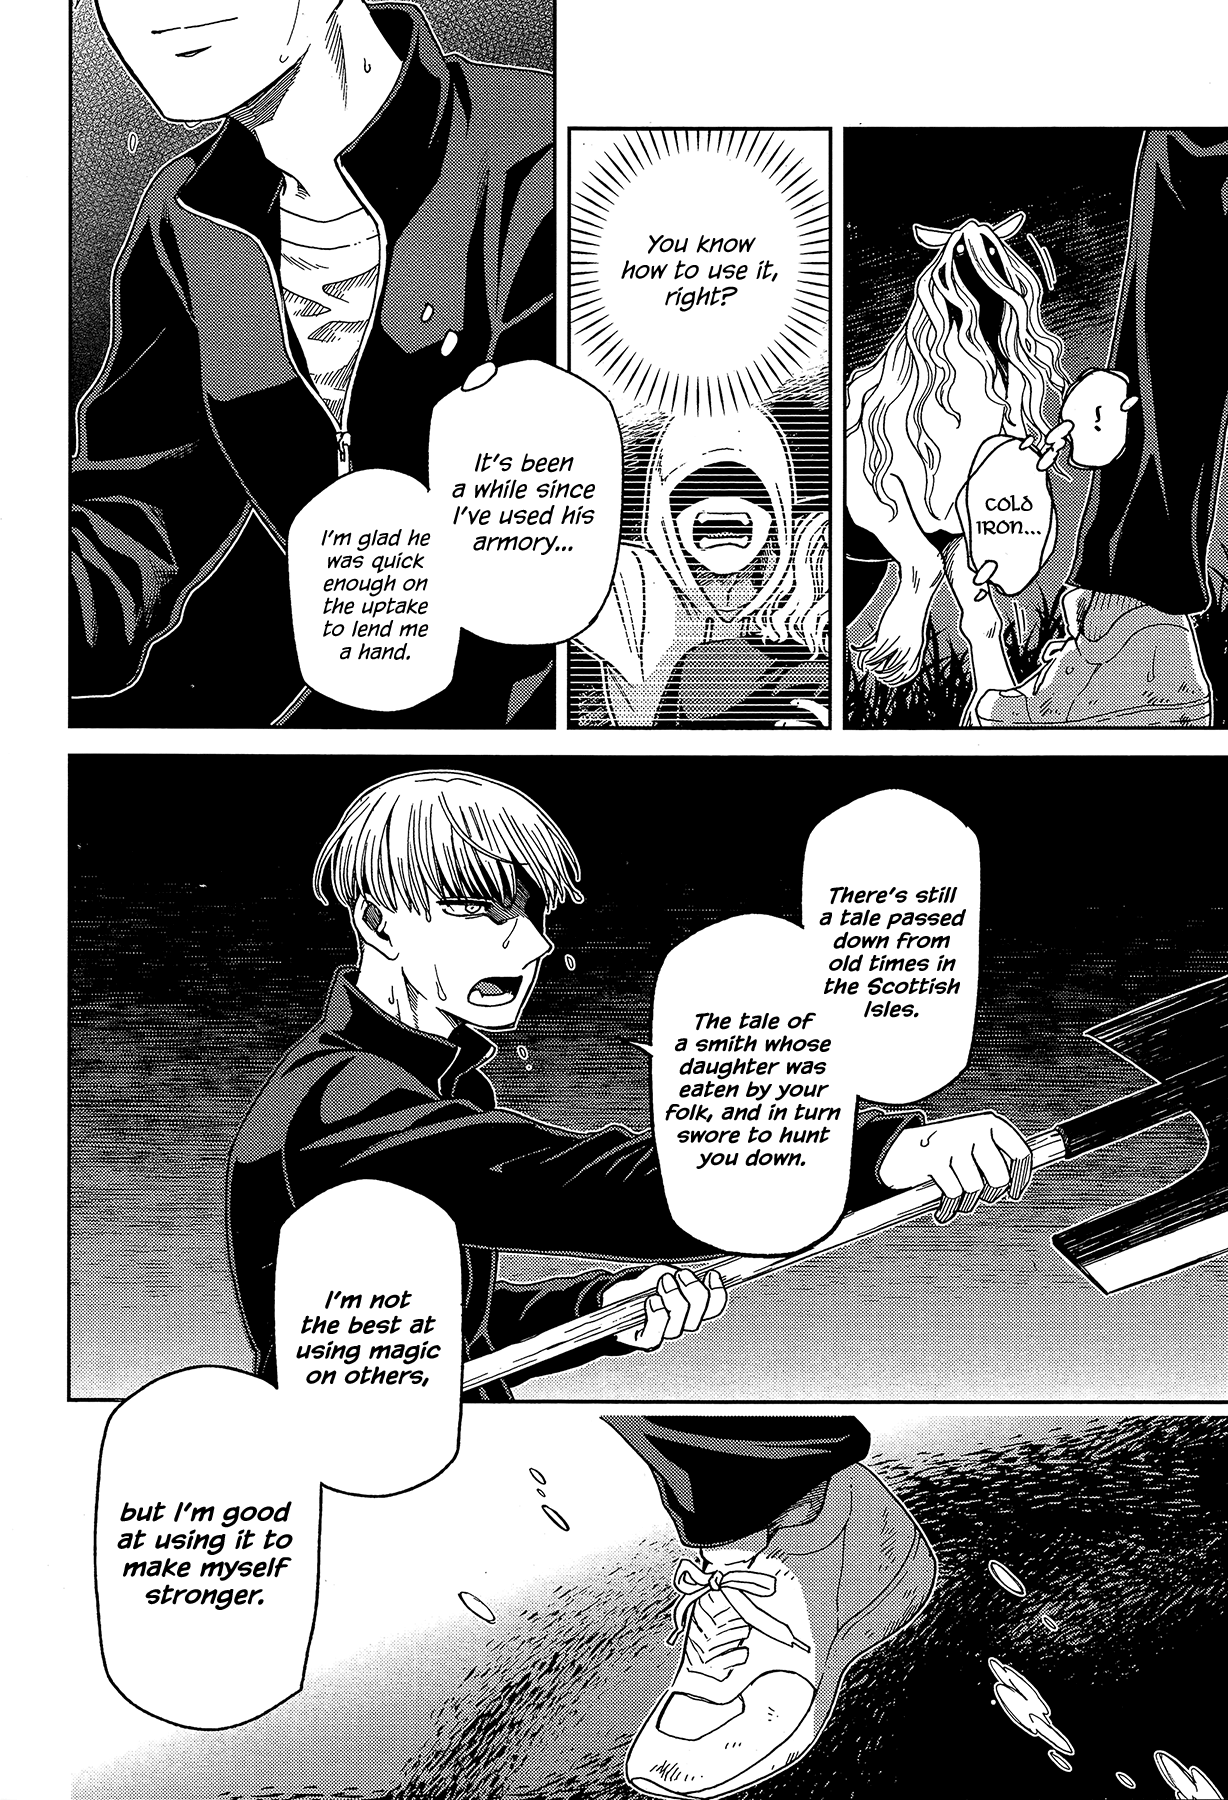 ~
COLD
IRON...
You know
how to use it,
right?
It's been
a while since
I've used his
armory...
I'm glad he
was quick
enough on
the uptake
to lend me
a hand.
There's still
a tale passed
down from
old times in
the Scottish
Isles.
The tale of
a smith whose
daughter was
eaten by your
folk, and in turn
swore to hunt
you down.
I'm not
the best at
using magic
on others,
but I'm good
at using it to
make myself
stronger.